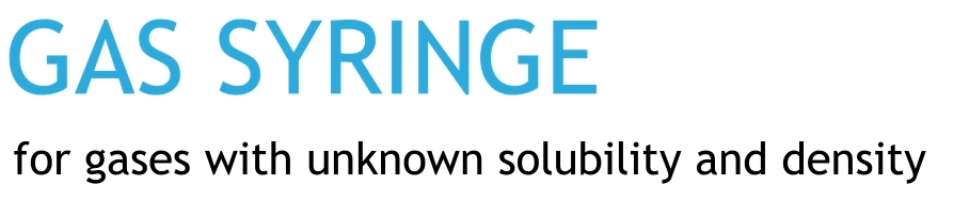 GAS SYRINGE
for gases with unknown solubility and density